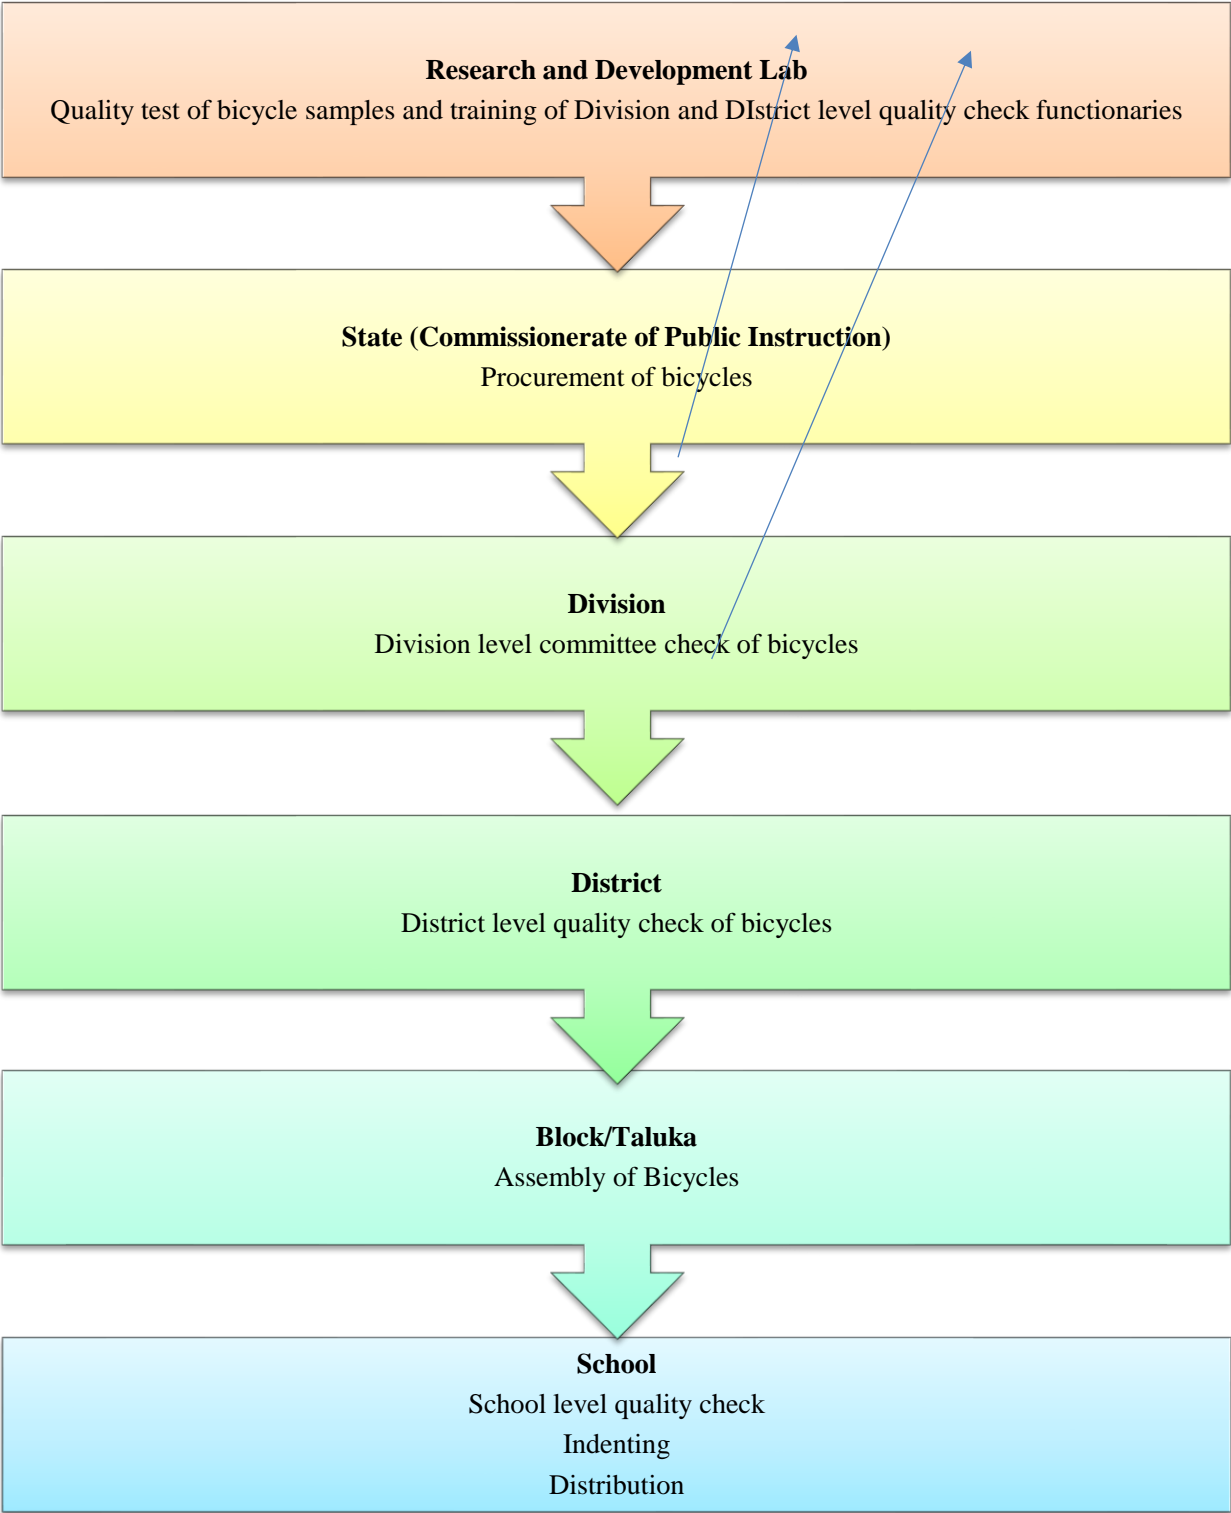 Research and Development Lab
Quality test of bicycle samples and training of Division and DIstrict level quality check functionaries
State (Commissionerate of Public Instruction)
Procurement of bicycles
Division
Division level committee check of bicycles
District
District level quality check of bicycles
Block/Taluka
Assembly of Bicycles
School
School level quality check
Indenting
Distribution